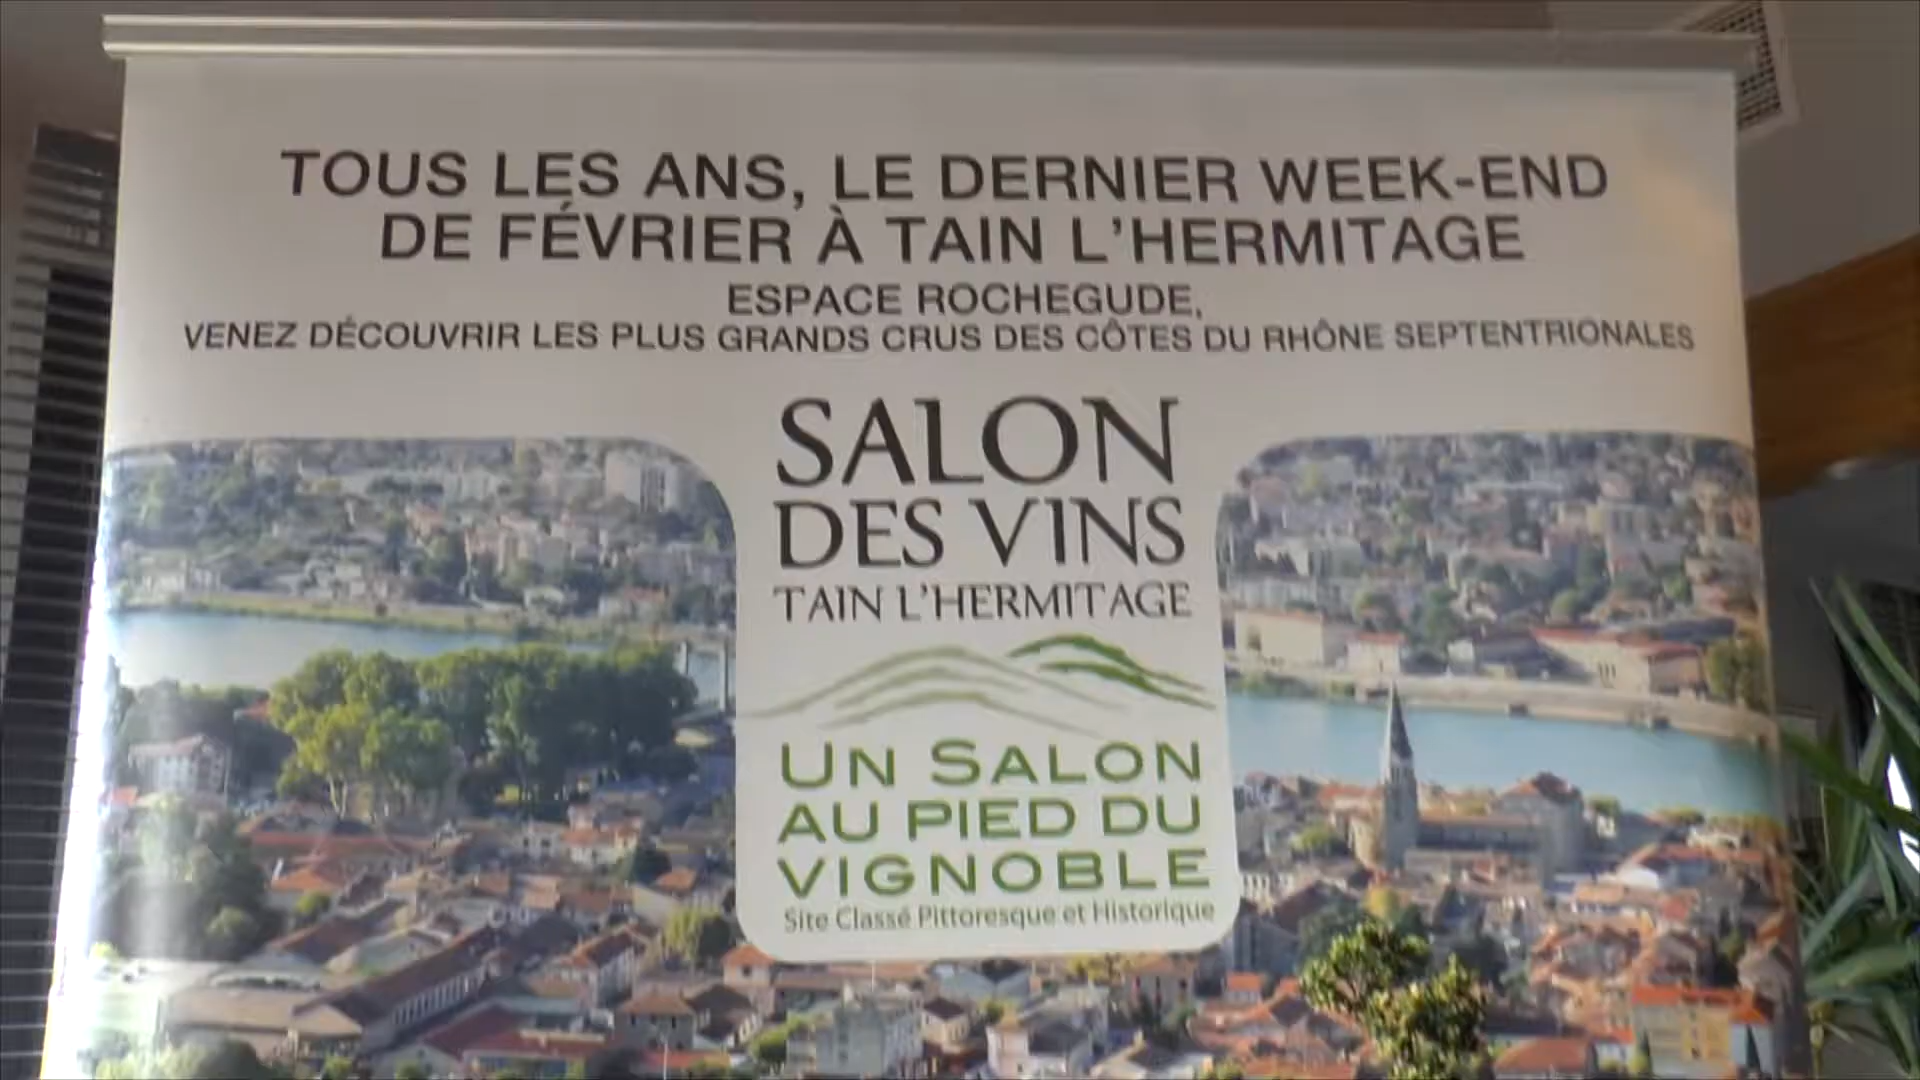 TOUS LES ANS, LE DERNIER WEEK-END
DE FÉVRIER À TAIN L'HERMITAGE
ESPACE ROCHEGUDE,
VENEZ DÉCOUVRIR LES PLUS GRANDS CRUS DES CÔTES DU RHÔNE SEPTENTRIONALES
SALON
DES VINS
TAIN L'HERMITAGE
UN SALON
AU PIED DU
VIGNOBLE
Site Classé Pittoresque et Historique